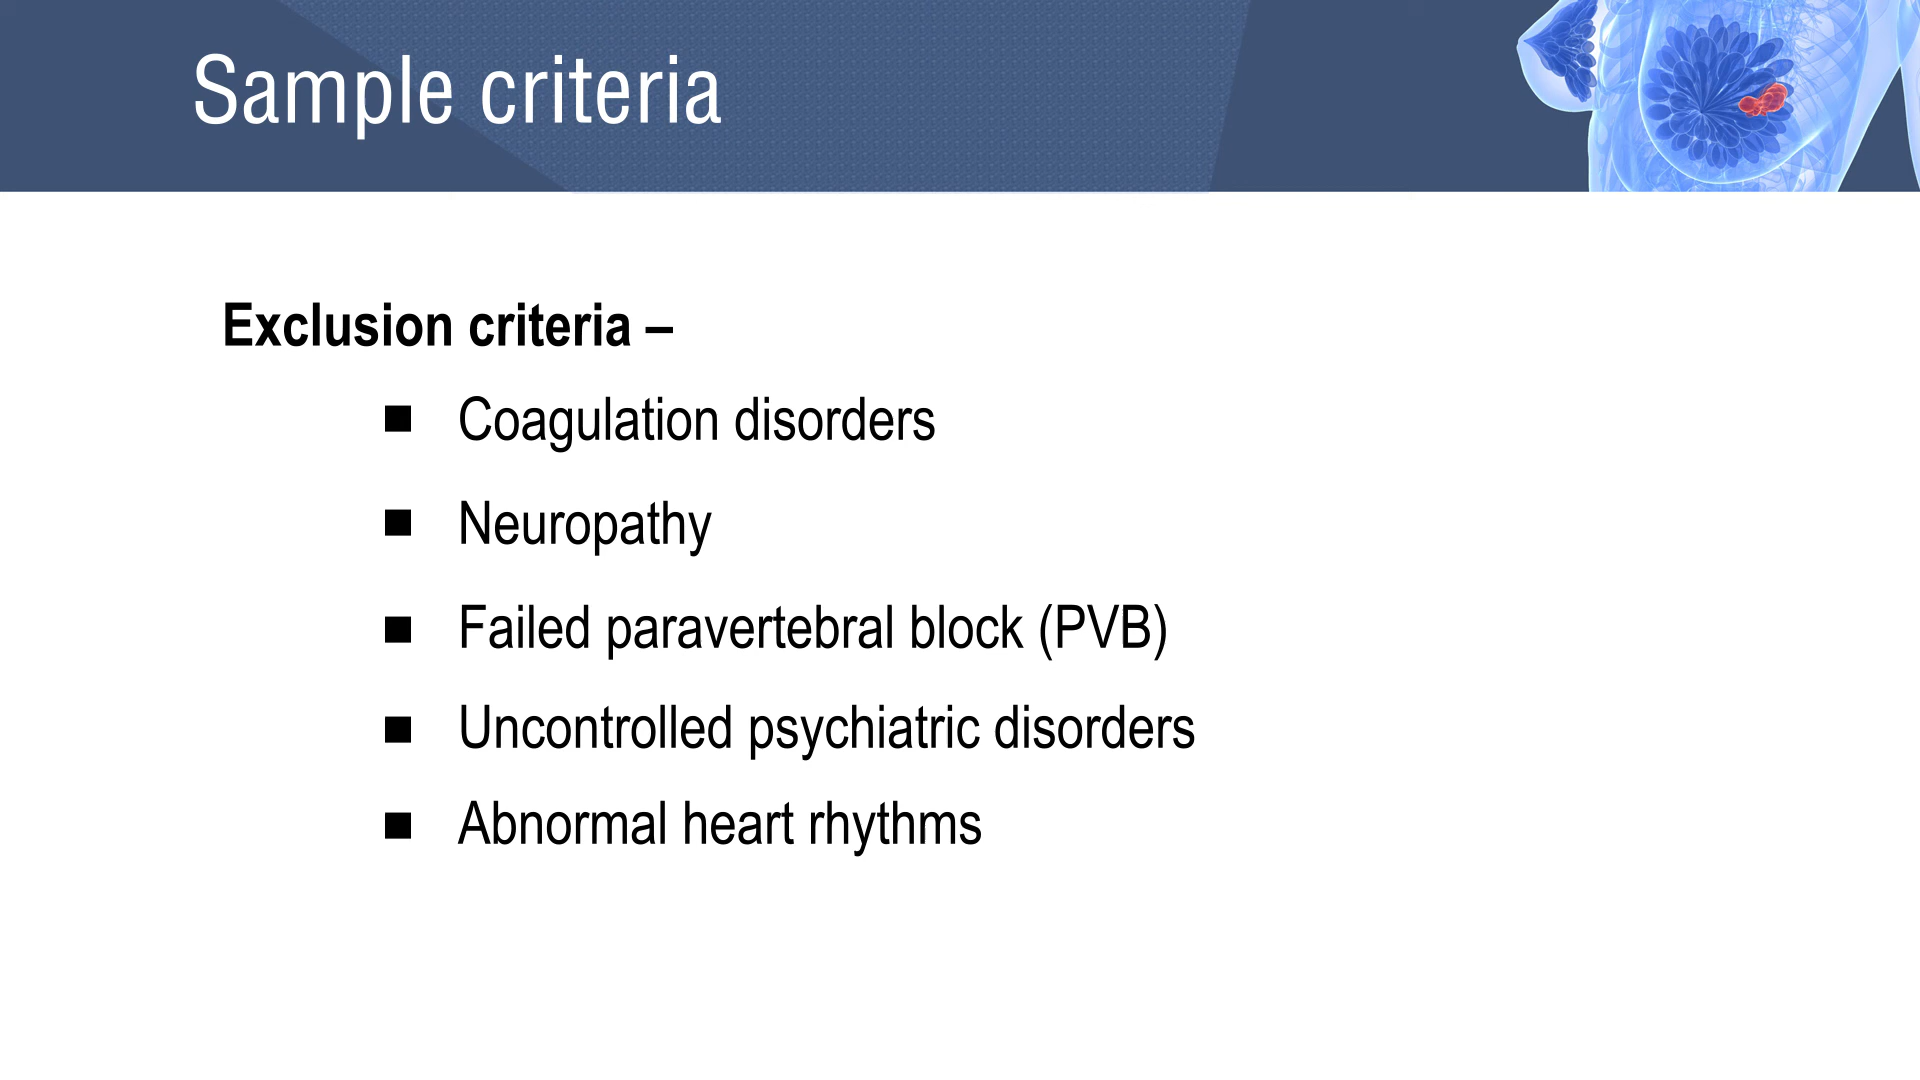 Sample criteria
Exclusion criteria –
■ Coagulation disorders
■ Neuropathy
■ Failed paravertebral block (PVB)
■ Uncontrolled psychiatric disorders
■ Abnormal heart rhythms